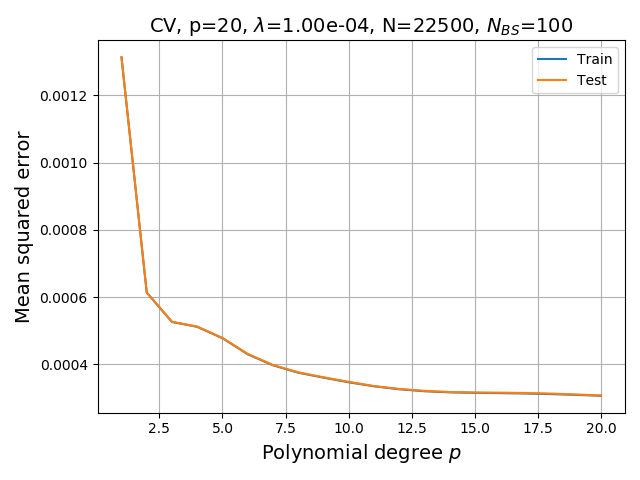 CV, p=20, λ=1.00e-04, N=22500, $N_{BS}$=100
Train
Test
0.0012
0.0010
0.0008
0.0006
0.0004
Mean squared error
2.5 5.0 7.5 10.0 12.5 15.0 17.5 20.0
Polynomial degree p